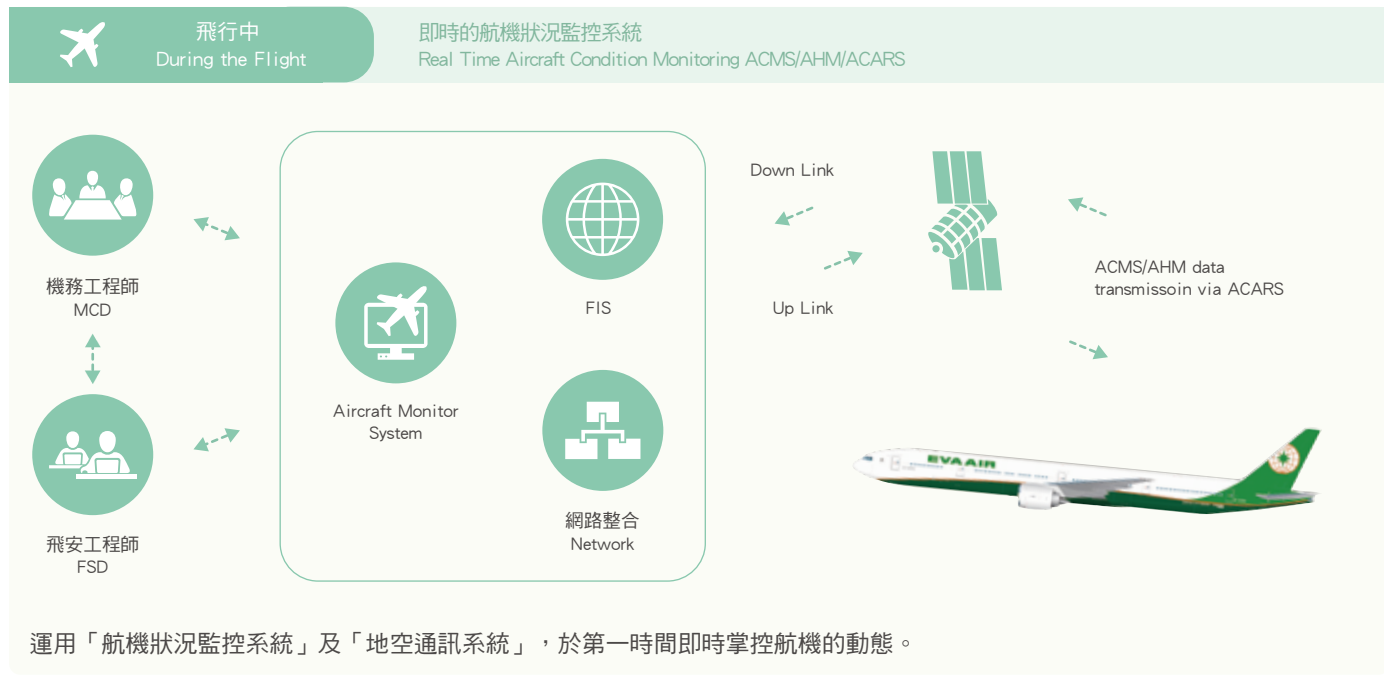 飛行中
During the Flight
即時的航機狀況監控系統
Real Time Aircraft Condition Monitoring ACMS/AHM/ACARS
機務工程師
MCD
飛安工程師
FSD
Aircraft Monitor
System
FIS
網路整合
Network
Down Link
Up Link
ACMS/AHM data
transmissoin via ACARS
EVA AIR
運用「航機狀況監控系統」及「地空通訊系統」，於第一時間即時掌控航機的動態。